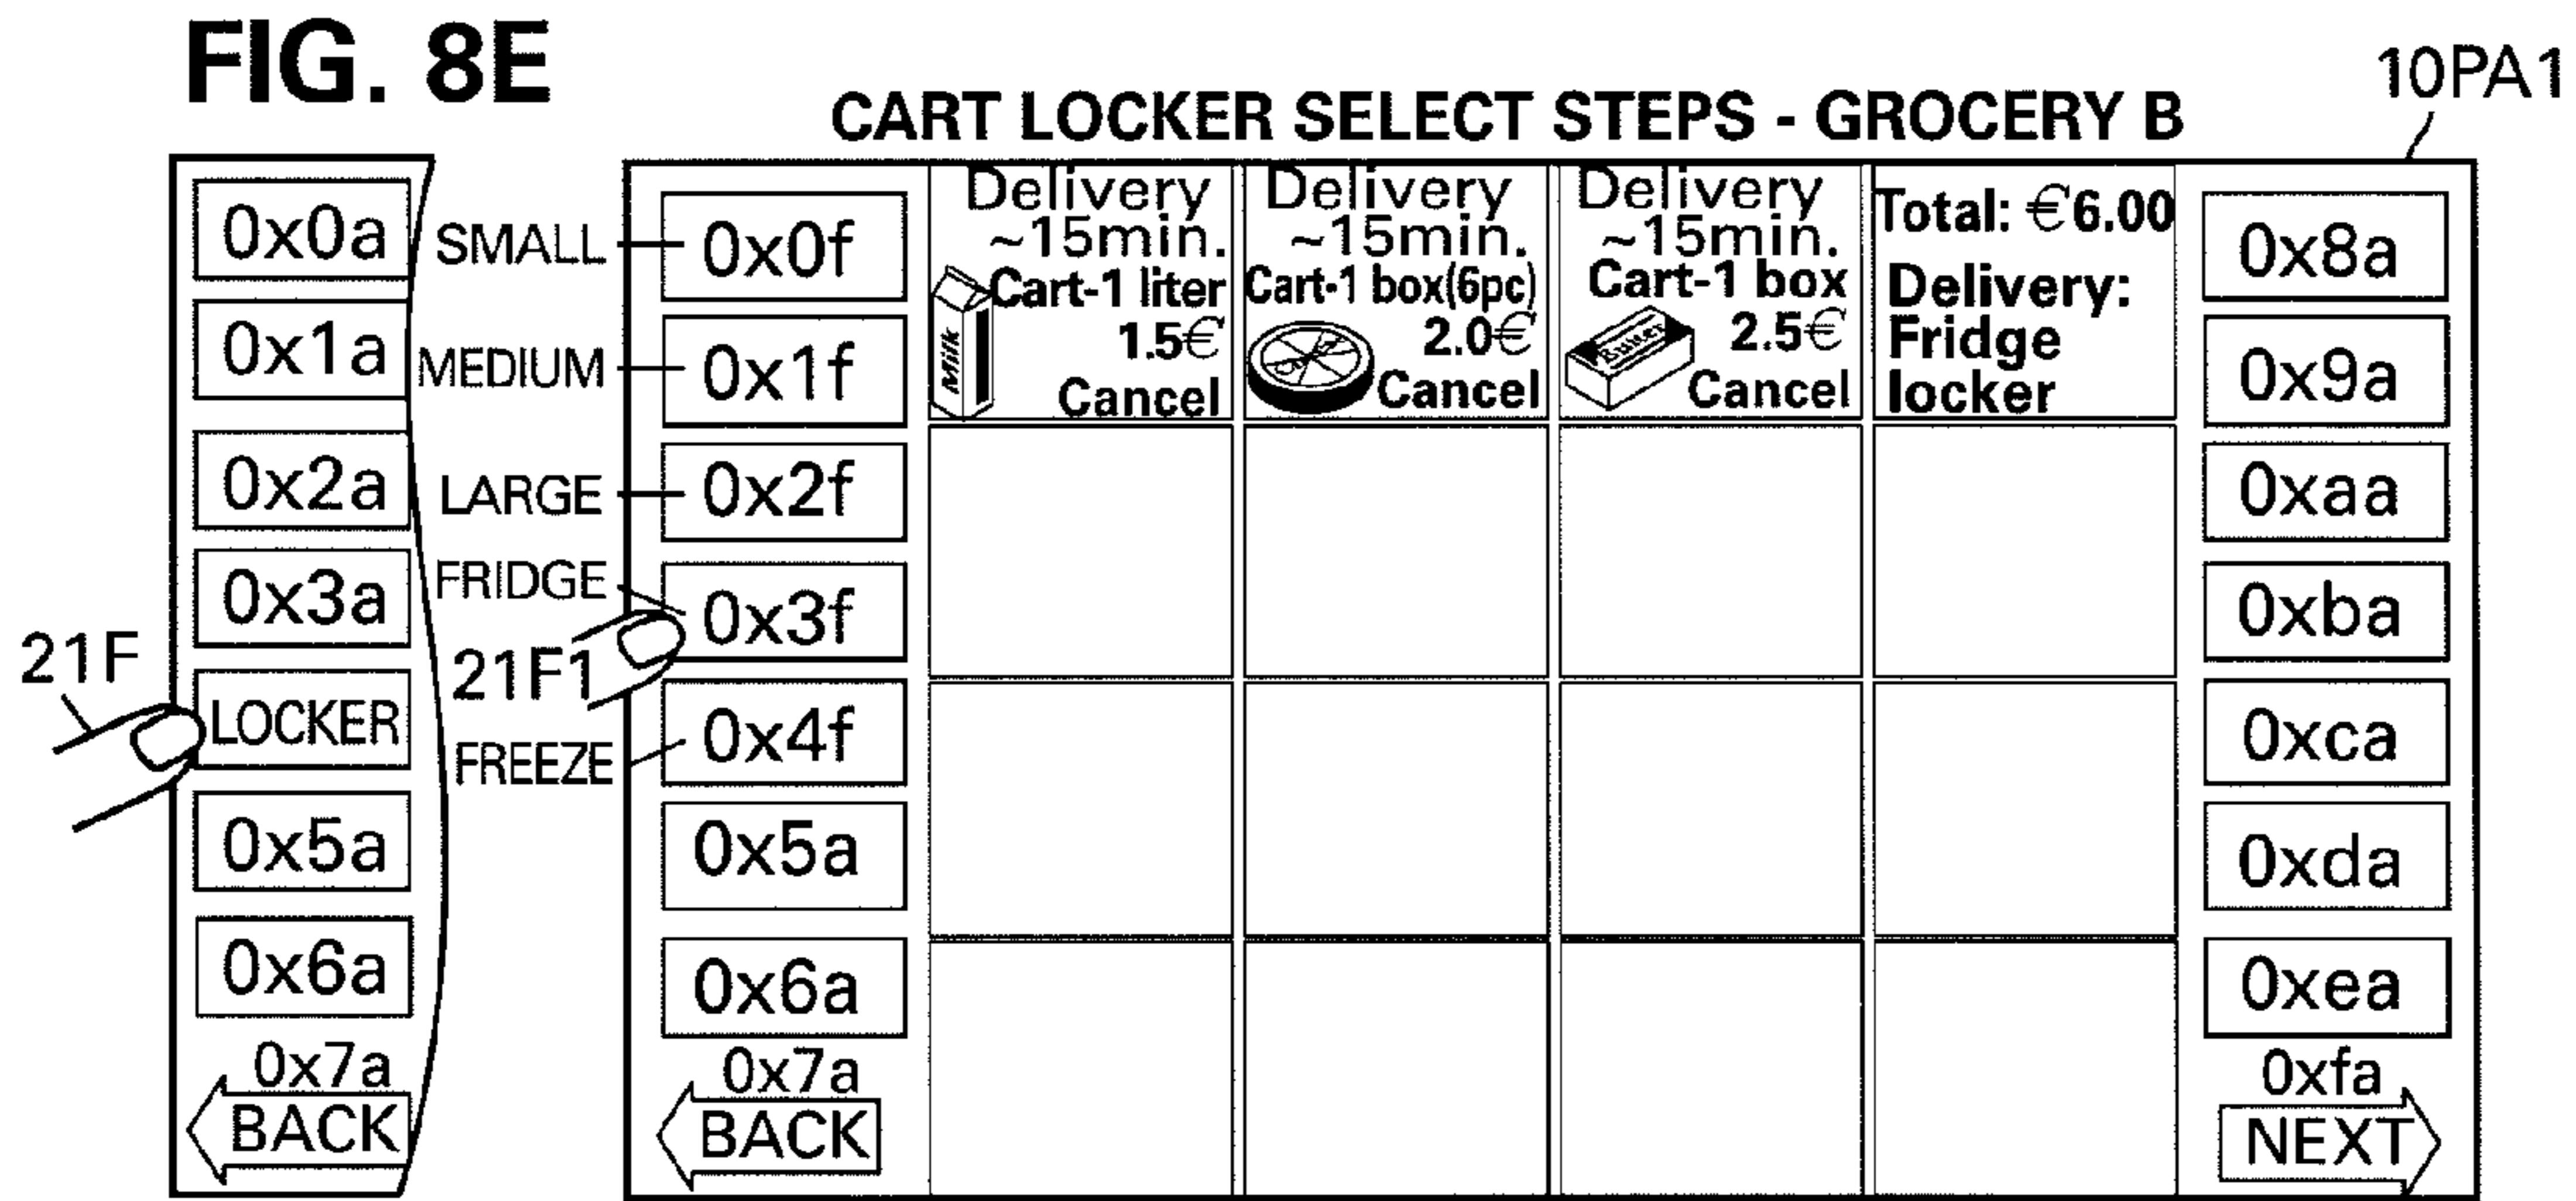 FIG. 8E
10PA1
CART LOCKER SELECT STEPS - GROCERY B
0x0a
0x1a
0x2a
0x3a
21F
LOCKER
0x5a
0x6a
0x7a
BACK
SMALL
MEDIUM
LARGE
FRIDGE
21F1
FREEZE
0x0f
0x1f
0x2f
0x3f
0x4f
0x5a
0x6a
0x7a
BACK
Delivery
~15min.
Cart-1 liter
1.5€
Milk
Cancel
Delivery
~15min.
Cart-1 box(6pc)
2.0€
Cancel
Delivery
~15min.
Cart-1 box
2.5€
Butter
Cancel
Total: €6.00
Delivery:
Fridge
locker
0x8a
0x9a
0xaa
0xba
0xca
0xda
0xea
0xfa
NEXT